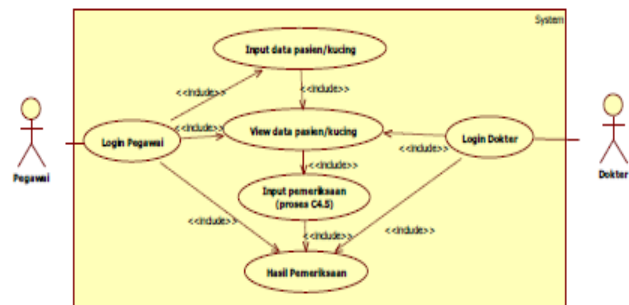 System
Input data pasien/kucing
<<include>>
<<include>>
Pegawai
Login Pegawai
<<include>>
View data pasien/kucing
<<include>>
Login Dokter
Dokter
<<include>>
Input pemeriksaan
(proses C4.5)
<<include>>
<<include>>
<<include>>
Hasil Pemeriksaan